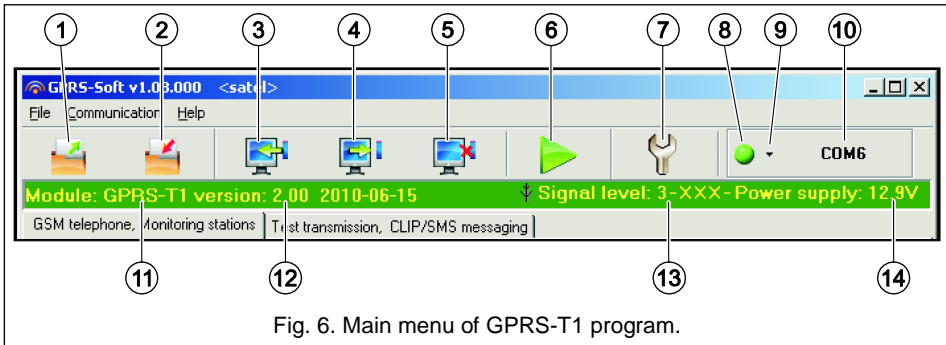 1 2 3 4 5 6 7 8 9 10
GPRS-Soft v1.03.000 <satel>
File Communication Help
COM6
Module: GPRS-T1 version: 2.00 2010-06-15 Signal level: 3-XXX- Power supply: 12.9V
GSM telephone, Monitoring stations Test transmission, CLIP/SMS messaging
11 12 13 14
Fig. 6. Main menu of GPRS-T1 program.